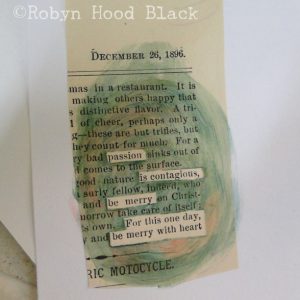 ©Robyn Hood Black
December 26, 1896.
mas in a restaurant. It is
making others happy that
s distinctive flavor. A tri-
l of cheer, perhaps only a
g—these are but trifles, but
hey count for much. For a
ry bad passion sinks out of
d comes to the surface.
good nature is contagious,
surly fellow, indeed, who
and be merry on Christ-
morrow take care of itself;
s own. For this one day,
and be merry with heart
RIC MOTOCYCLE.